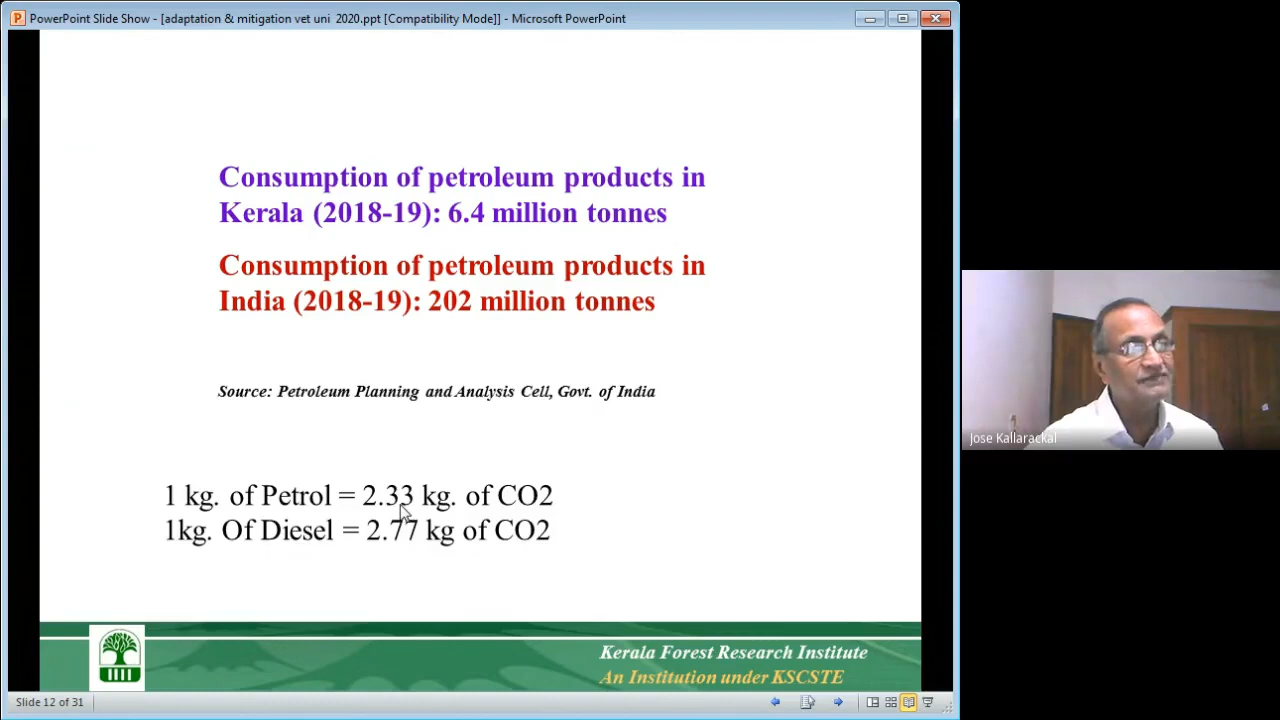 PowerPoint Slide Show - [adaptation & mitigation vet uni 2020.ppt [Compatibility Mode]] - Microsoft PowerPoint
Consumption of petroleum products in
Kerala (2018-19): 6.4 million tonnes
Consumption of petroleum products in
India (2018-19): 202 million tonnes
Source: Petroleum Planning and Analysis Cell, Govt. of India
1 kg. of Petrol = 2.33 kg. of CO2
1kg. Of Diesel = 2.77 kg of CO2
Jose Kallarackal
Kerala Forest Research Institute
An Institution under KSCSTE
Slide 12 of 31